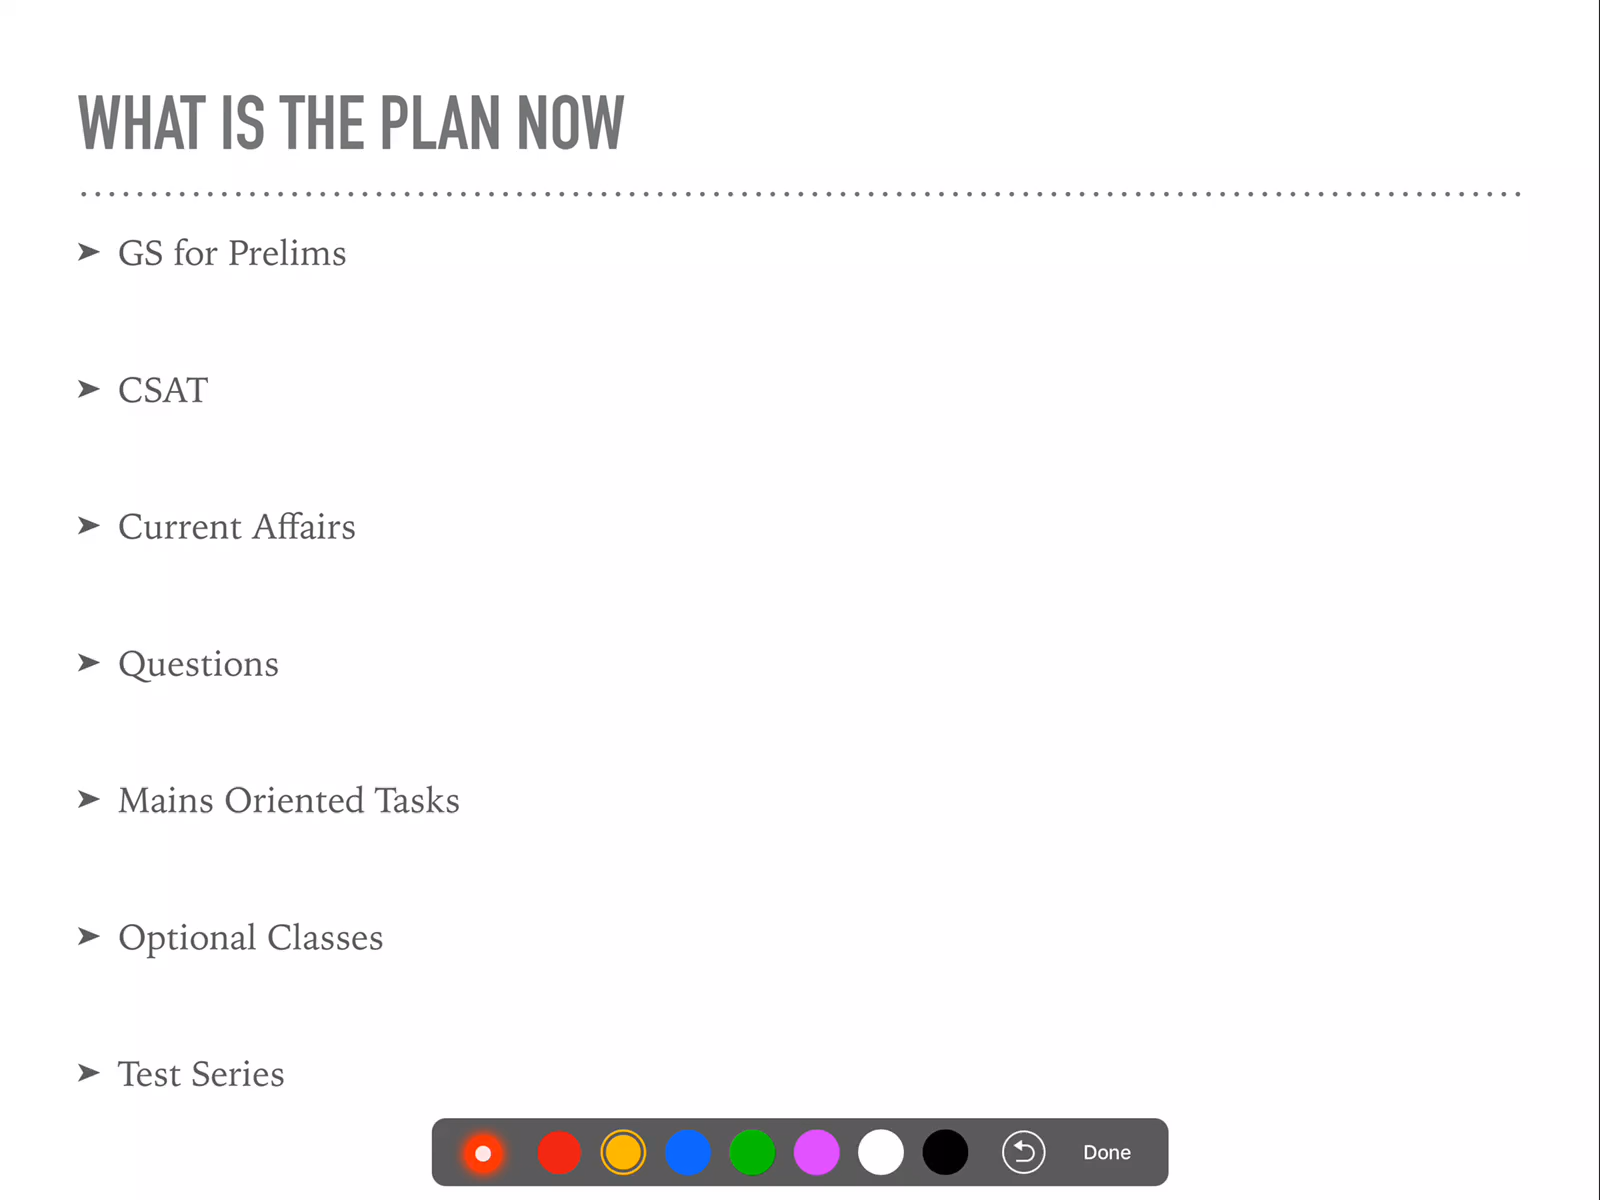 WHAT IS THE PLAN NOW
➤ GS for Prelims
➤ CSAT
➤ Current Affairs
➤ Questions
➤ Mains Oriented Tasks
➤ Optional Classes
➤ Test Series
Done